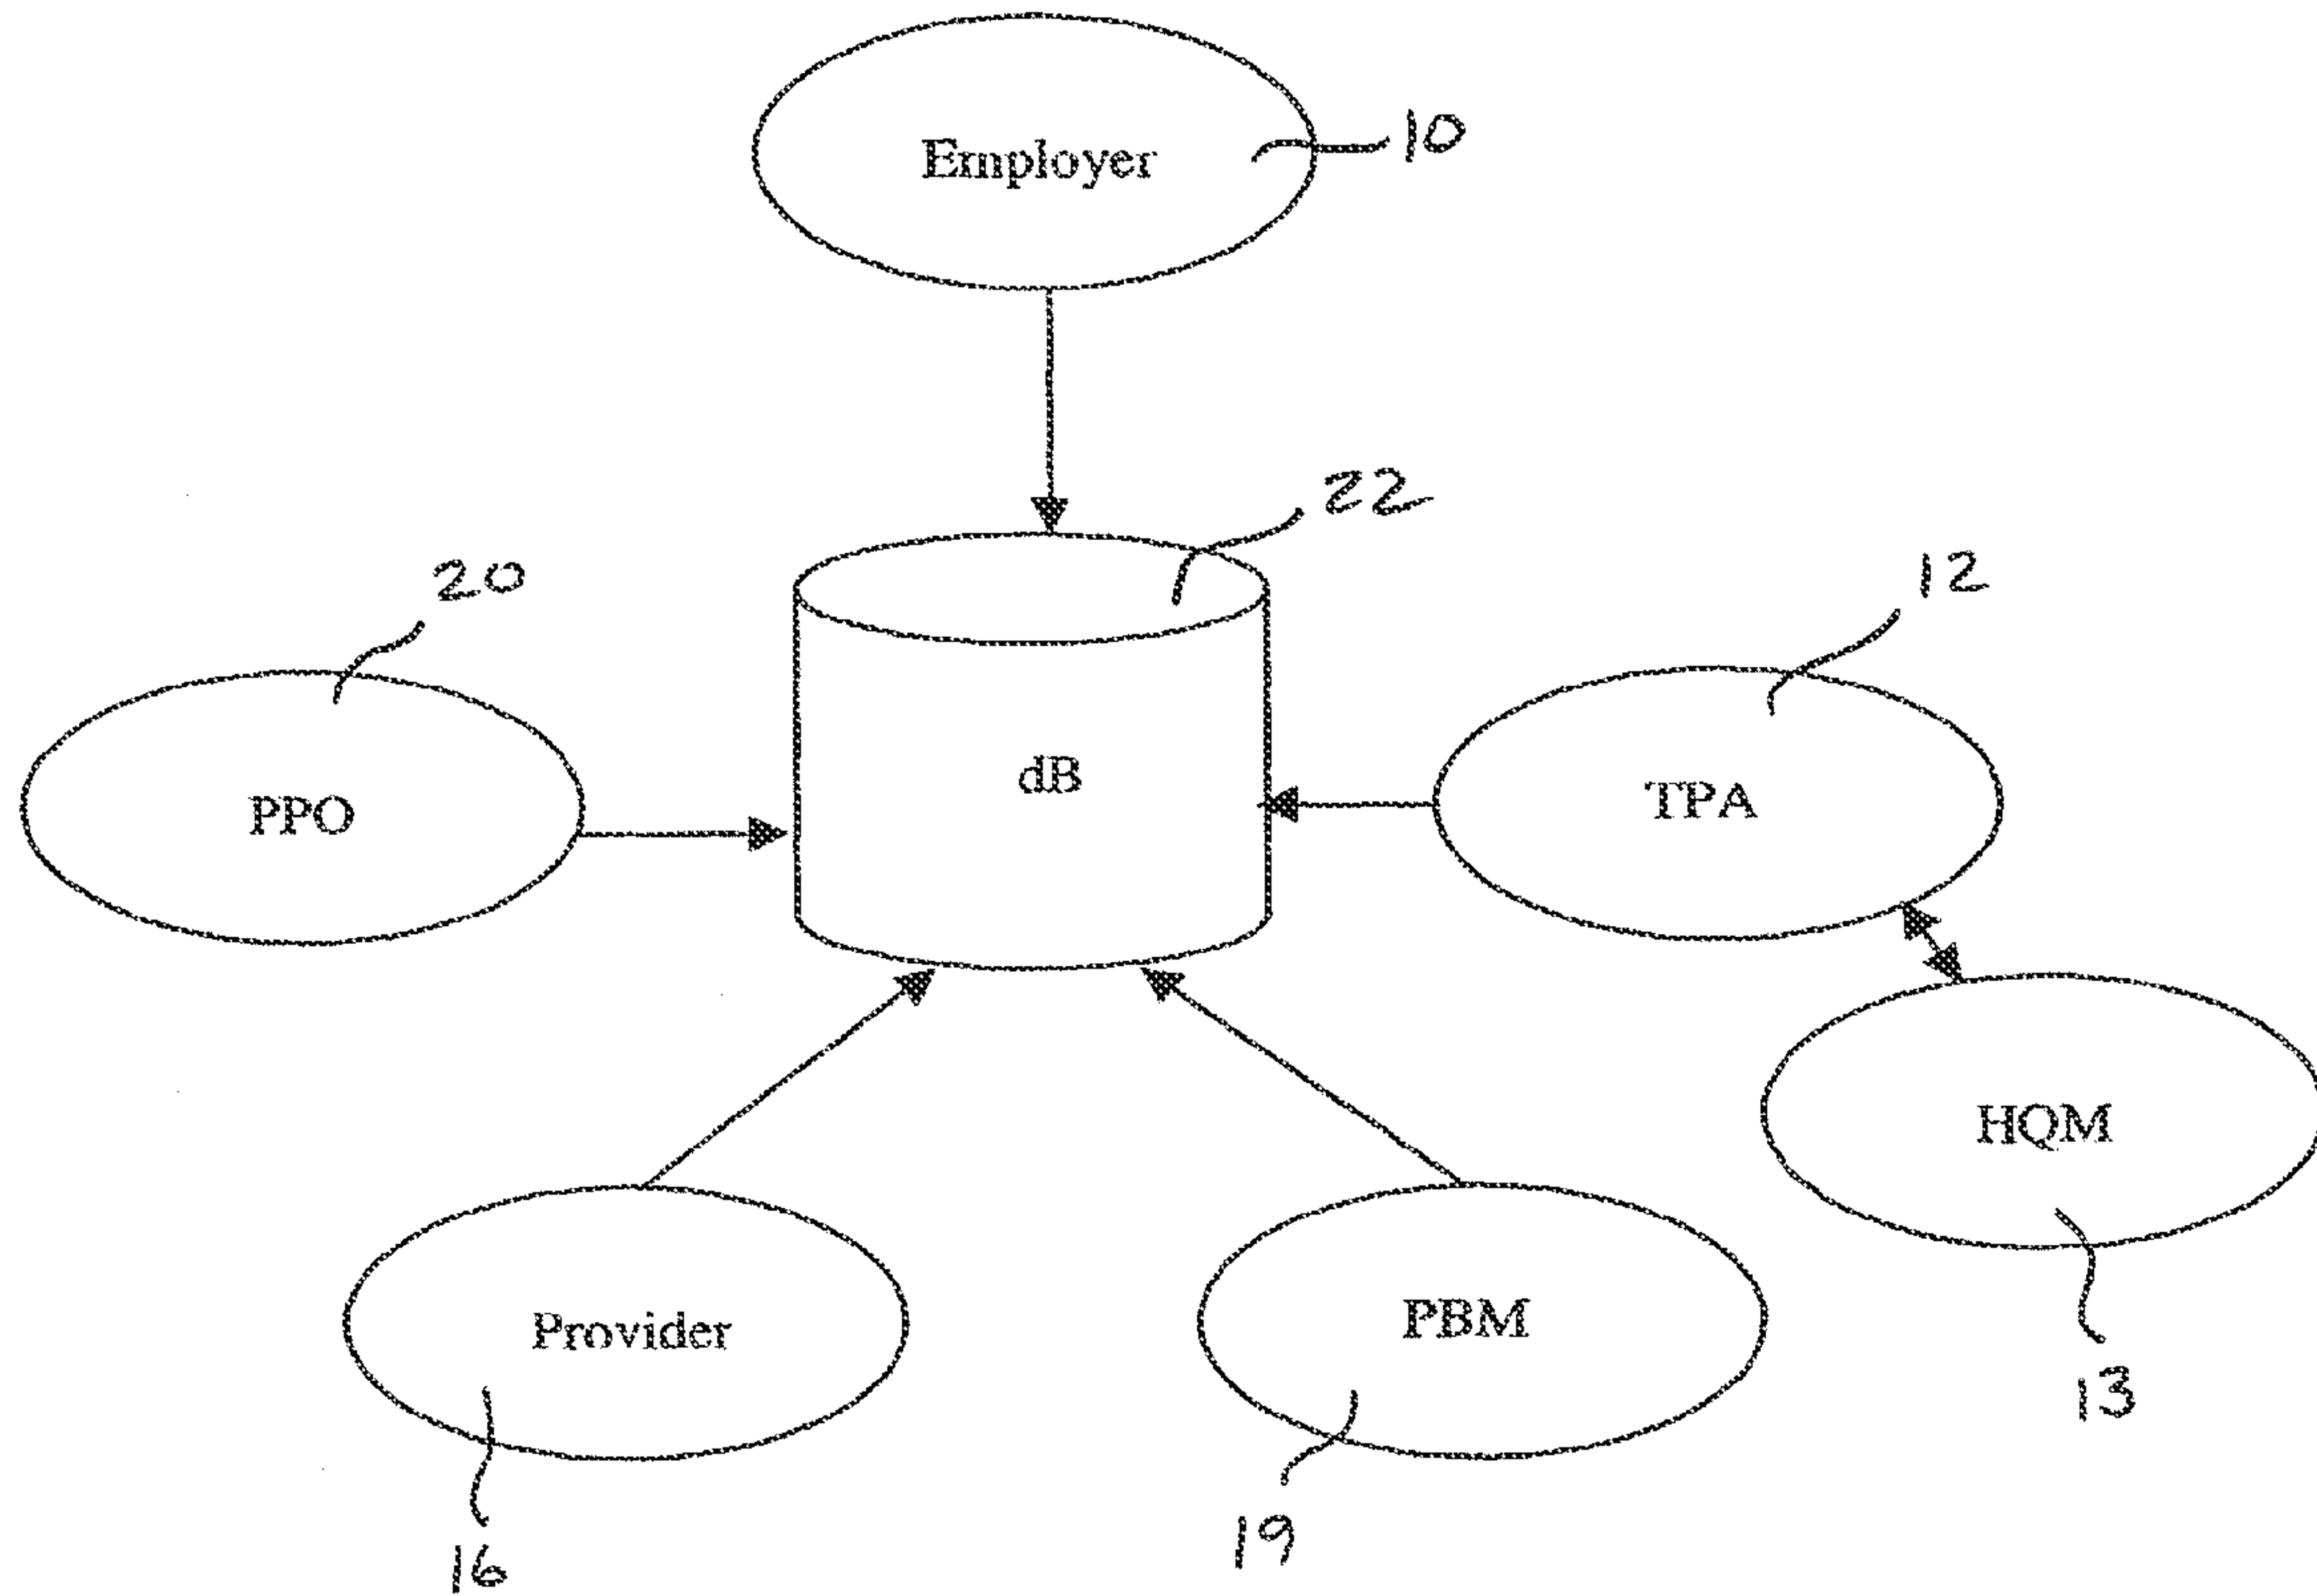 Employer
10
22
20
12
dB
PPO
TPA
HQM
Provider
PBM
13
19
16